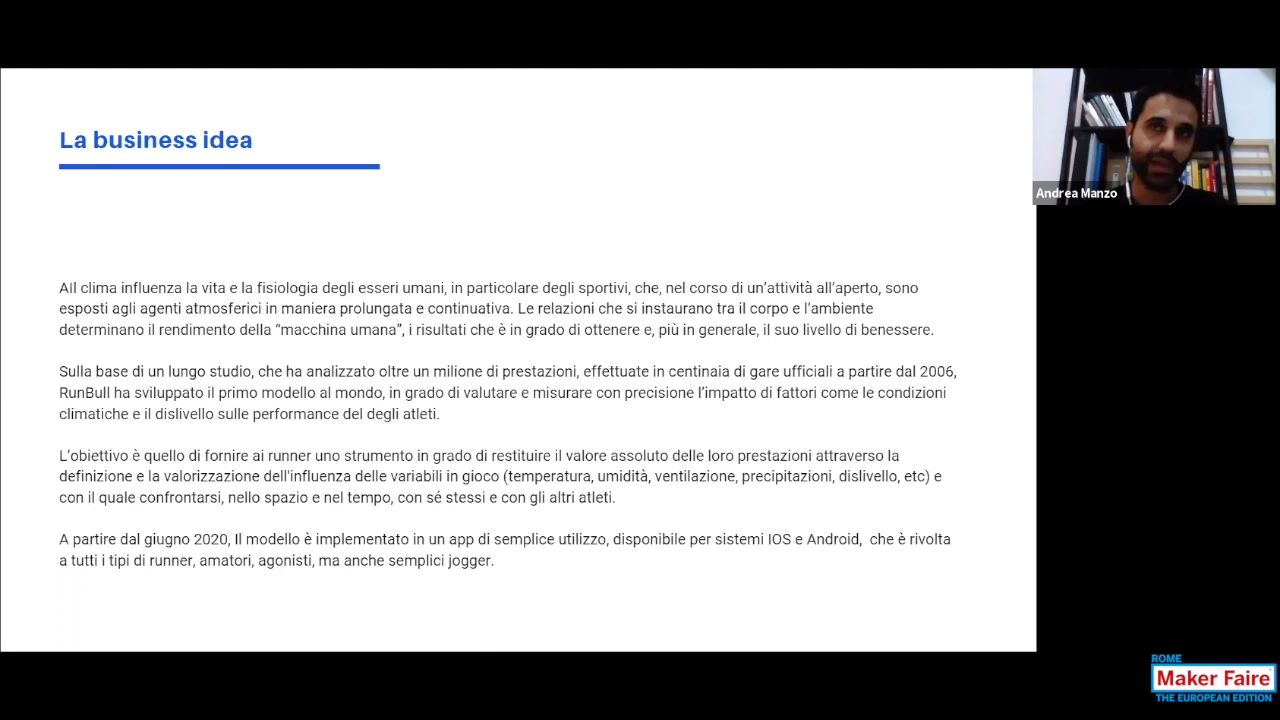 La business idea
Andrea Manzo
AIl clima influenza la vita e la fisiologia degli esseri umani, in particolare degli sportivi, che, nel corso di un’attività all’aperto, sono
esposti agli agenti atmosferici in maniera prolungata e continuativa. Le relazioni che si instaurano tra il corpo e l’ambiente
determinano il rendimento della “macchina umana”, i risultati che è in grado di ottenere e, più in generale, il suo livello di benessere.
Sulla base di un lungo studio, che ha analizzato oltre un milione di prestazioni, effettuate in centinaia di gare ufficiali a partire dal 2006,
RunBull ha sviluppato il primo modello al mondo, in grado di valutare e misurare con precisione l’impatto di fattori come le condizioni
climatiche e il dislivello sulle performance del degli atleti.
L’obiettivo è quello di fornire ai runner uno strumento in grado di restituire il valore assoluto delle loro prestazioni attraverso la
definizione e la valorizzazione dell'influenza delle variabili in gioco (temperatura, umidità, ventilazione, precipitazioni, dislivello, etc) e
con il quale confrontarsi, nello spazio e nel tempo, con sé stessi e con gli altri atleti.
A partire dal giugno 2020, Il modello è implementato in un app di semplice utilizzo, disponibile per sistemi IOS e Android,  che è rivolta
a tutti i tipi di runner, amatori, agonisti, ma anche semplici jogger.
ROME
Maker Faire
THE EUROPEAN EDITION